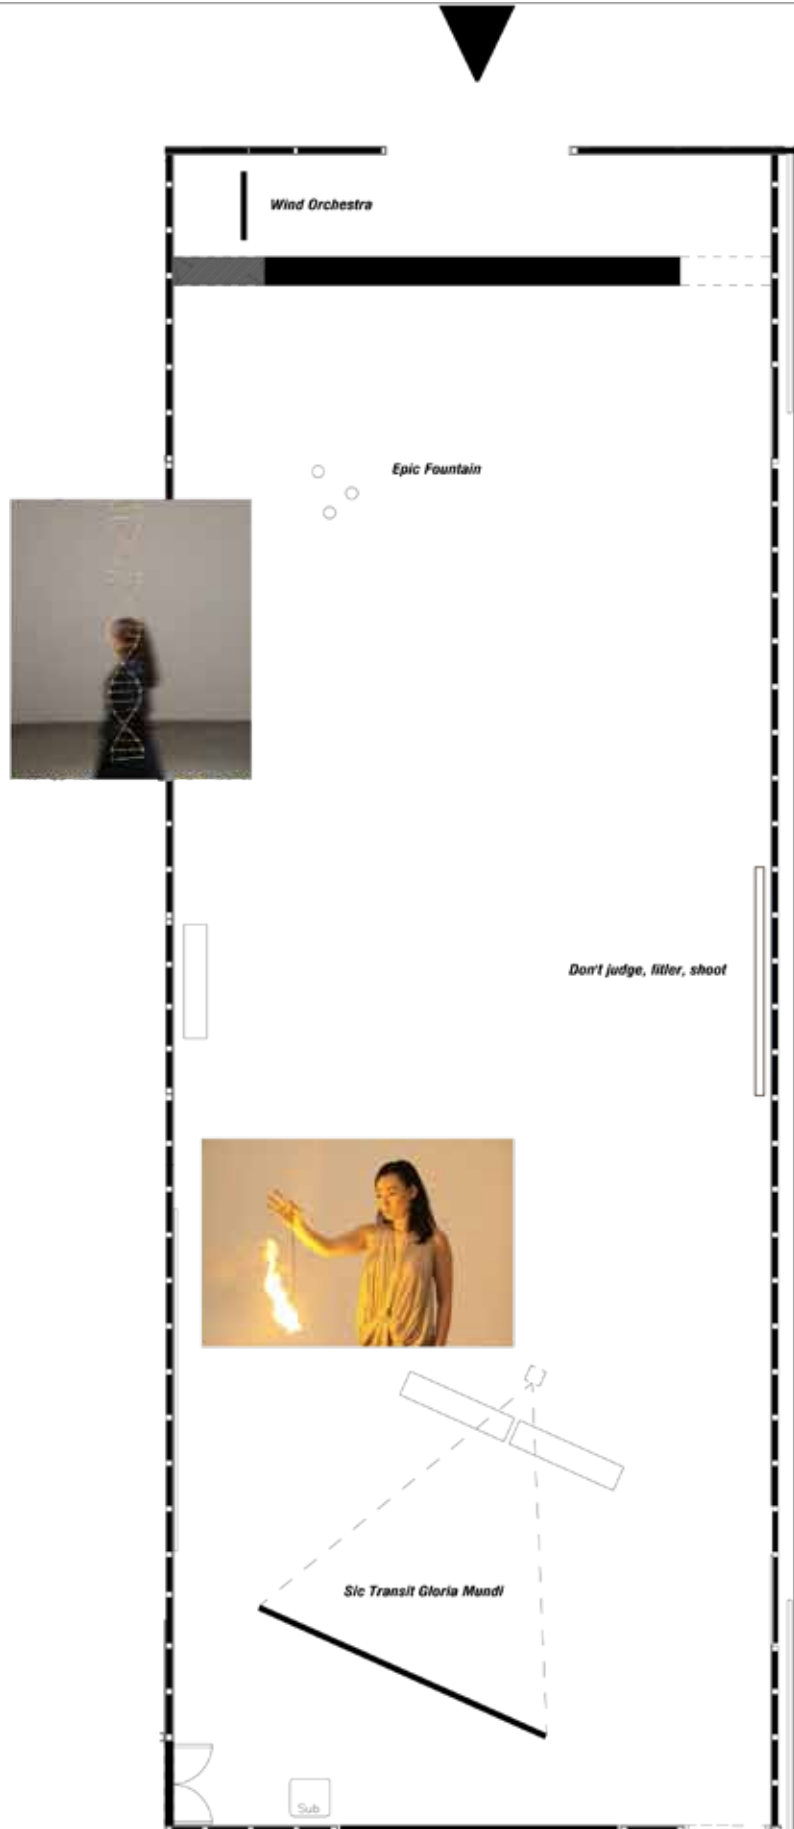 Wind Orchestra
Epic Fountain
Don't judge, fitler, shoot
Sic Transit Gloria Mundi
Sub